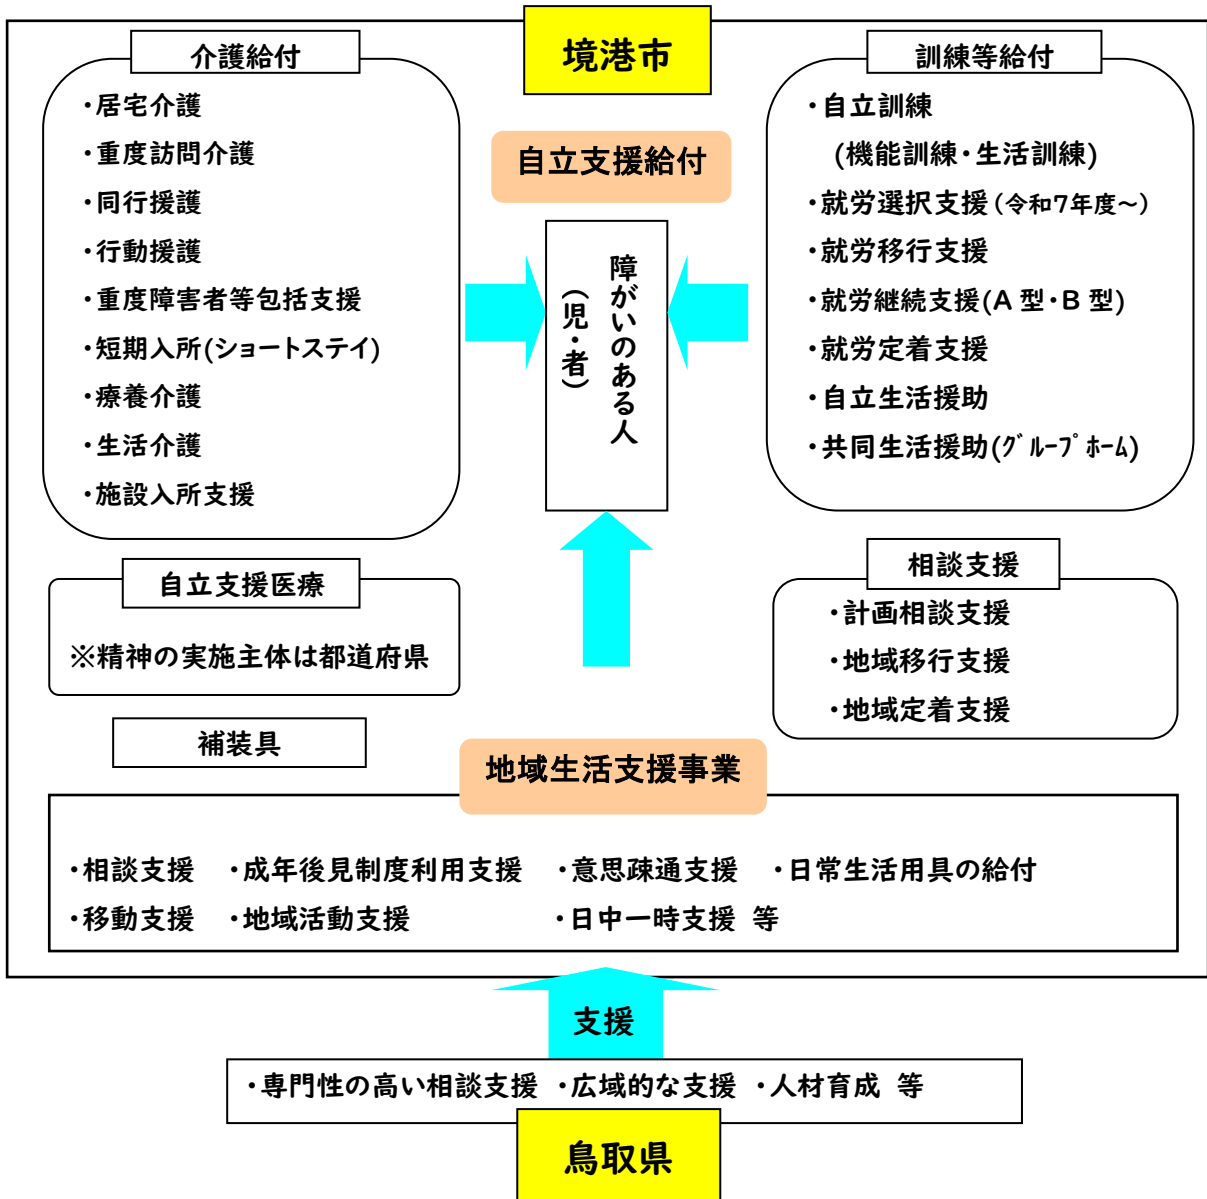 境港市
介護給付
・居宅介護
・重度訪問介護
・同行援護
・行動援護
・重度障害者等包括支援
・短期入所(ショートステイ)
・療養介護
・生活介護
・施設入所支援
自立支援給付
障がいのある人
(児・者)
訓練等給付
・自立訓練
(機能訓練・生活訓練)
・就労選択支援(令和7年度~)
・就労移行支援
・就労継続支援(A型・B型)
・就労定着支援
・自立生活援助
・共同生活援助(グループホーム)
自立支援医療
※精神の実施主体は都道府県
補装具
相談支援
・計画相談支援
・地域移行支援
・地域定着支援
地域生活支援事業
・相談支援 ・成年後見制度利用支援 ・意思疎通支援 ・日常生活用具の給付
・移動支援 ・地域活動支援 ・日中一時支援 等
支援
・専門性の高い相談支援 ・広域的な支援 ・人材育成 等
鳥取県